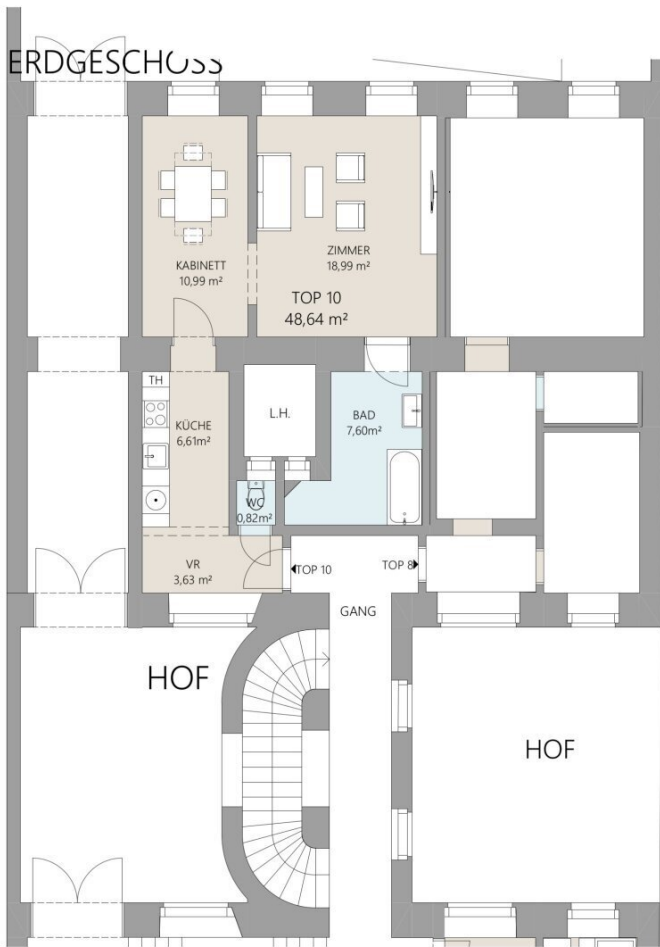 ERDGESCHOSS
KABINETT
10,99 m²
ZIMMER
18,99 m²
TOP 10
48,64 m²
TH
KÜCHE
6,61m²
L.H.
BAD
7,60m²
WC
0,82m²
VR
3,63 m²
TOP 10
TOP 8
GANG
HOF
HOF